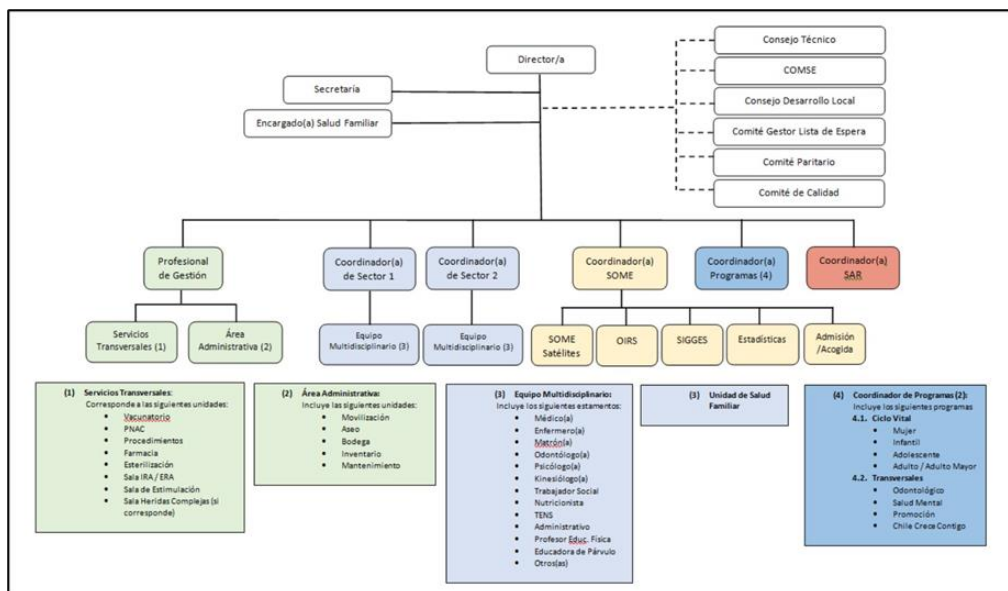 Director/a
Secretaría
Encargado(a) Salud Familiar
Consejo Técnico
COMSE
Consejo Desarrollo Local
Comité Gestor Lista de Espera
Comité Paritario
Comité de Calidad
Profesional
de Gestión
Coordinador(a)
de Sector 1
Coordinador(a)
de Sector 2
Coordinador(a)
SOME
Coordinador(a)
Programas (4)
Coordinador(a)
SAR
Servicios
Transversales (1)
Área
Administrativa (2)
Equipo
Multidisciplinario (3)
Equipo
Multidisciplinario (3)
SOME
Satélites
OIRS
SIGGES
Estadísticas
Admisión
/Acogida
(1) Servicios Transversales:
Corresponde a las siguientes unidades:
• Vacunatorio
• PNAC
• Procedimientos
• Farmacia
• Esterilización
• Sala IRA / ERA
• Sala de Estimulación
• Sala Heridas Complejas (si
corresponde)
(2) Área Administrativa:
Incluye las siguientes unidades:
• Movilización
• Aseo
• Bodega
• Inventario
• Mantenimiento
(3) Equipo Multidisciplinario:
Incluye los siguientes estamentos:
• Médico(a)
• Enfermero(a)
• Matrón(a)
• Odontólogo(a)
• Psicólogo(a)
• Kinesiólogo(a)
• Trabajador Social
• Nutricionista
• TENS
• Administrativo
• Profesor Educ. Física
• Educadora de Párvulo
• Otros(as)
(3) Unidad de Salud
Familiar
(4) Coordinador de Programas (2):
Incluye los siguientes programas
4.1. Ciclo Vital
• Mujer
• Infantil
• Adolescente
• Adulto / Adulto Mayor
4.2. Transversales
• Odontológico
• Salud Mental
• Promoción
• Chile Crece Contigo